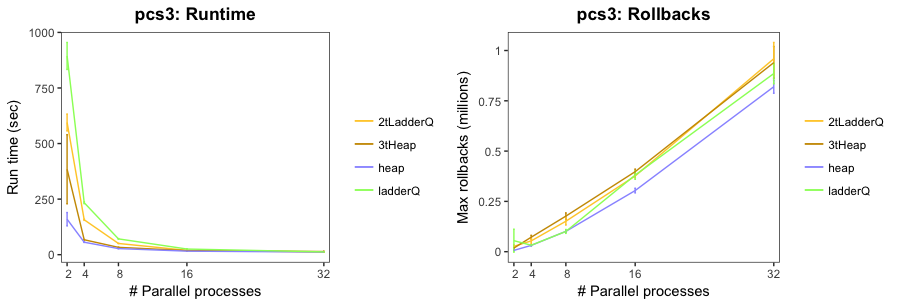 pcs3: Runtime
1000
750
500
250
0
Run time (sec)
2 4 8 16 32
# Parallel processes
2tLadderQ
3tHeap
heap
ladderQ
pcs3: Rollbacks
1
0.75
0.5
0.25
0
Max rollbacks (millions)
2 4 8 16 32
# Parallel processes
2tLadderQ
3tHeap
heap
ladderQ